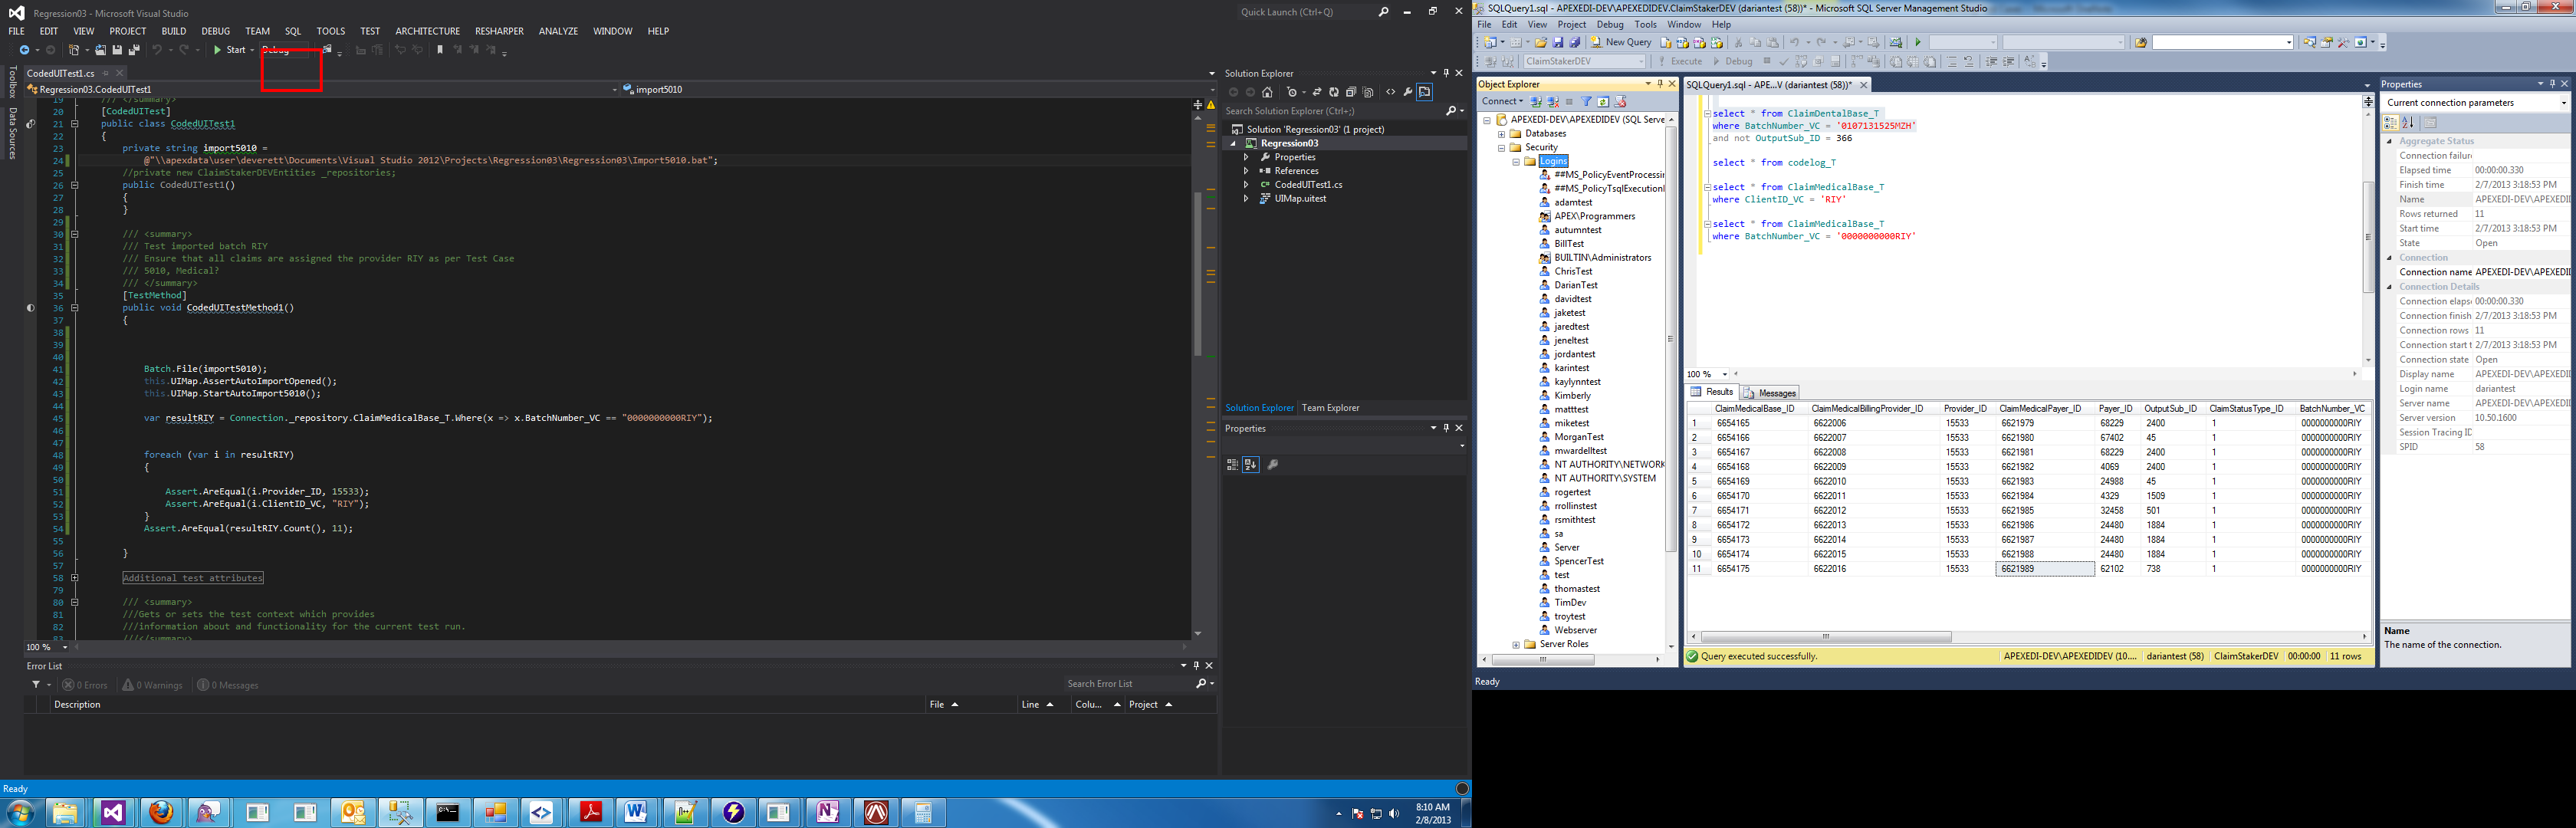 Regression03 - Microsoft Visual Studio
Quick Launch (Ctrl+Q)
FILE EDIT VIEW PROJECT BUILD DEBUG TEAM SQL TOOLS TEST ARCHITECTURE RESHARPER ANALYZE WINDOW HELP
Start Debug
Toolbox
Data Sources
CodedUITest1.cs
Regression03.CodedUITest1
import5010
19 /// </summary>
20 [CodedUITest]
21 public class CodedUITest1
22 {
23 private string import5010 =
24 @"\\apexdata\user\deverett\Documents\Visual Studio 2012\Projects\Regression03\Regression03\Import5010.bat";
25 //private new ClaimStakerDEVEntities _repositories;
26 public CodedUITest1()
27 {
28 }
29
30 /// <summary>
31 /// Test imported batch RIY
32 /// Ensure that all claims are assigned the provider RIY as per Test Case
33 /// 5010, Medical?
34 /// </summary>
35 [TestMethod]
36 public void CodedUITestMethod1()
37 {
38
39
40
41 Batch.File(import5010);
42 this.UIMap.AssertAutoImportOpened();
43 this.UIMap.StartAutoImport5010();
44
45 var resultRIY = Connection._repository.ClaimMedicalBase_T.Where(x => x.BatchNumber_VC == "0000000000RIY");
46
47
48 foreach (var i in resultRIY)
49 {
50
51 Assert.AreEqual(i.Provider_ID, 15533);
52 Assert.AreEqual(i.ClientID_VC, "RIY");
53 }
54 Assert.AreEqual(resultRIY.Count(), 11);
55
56 }
57
58 Additional test attributes
79
80 /// <summary>
81 ///Gets or sets the test context which provides
82 ///information about and functionality for the current test run.
83 ///</summary>
100 %
Error List
0 Errors 0 Warnings 0 Messages
Search Error List
Description File Line Colu... Project
Solution Explorer
Search Solution Explorer (Ctrl+;)
Solution 'Regression03' (1 project)
Regression03
Properties
References
CodedUITest1.cs
UIMap.uitest
Solution Explorer Team Explorer
Properties
Ready
8:10 AM
2/8/2013
SQLQuery1.sql - APEXEDI-DEV\APEXEDIDEV.ClaimStakerDEV (dariantest (58))* - Microsoft SQL Server Management Studio
File Edit View Project Debug Tools Window Help
New Query
ClaimStakerDEV Execute Debug
Object Explorer
Connect
APEXEDI-DEV\APEXEDIDEV (SQL Serve
Databases
Security
Logins
##MS_PolicyEventProcessin
##MS_PolicyTsqlExecutionl
adamtest
APEX\Programmers
autumntest
BillTest
BUILTIN\Administrators
ChrisTest
DarianTest
davidtest
jaketest
jaredtest
jeneltest
jordantest
karintest
kaylynntest
Kimberly
matttest
miketest
MorganTest
mwardelltest
NT AUTHORITY\NETWORK
NT AUTHORITY\SYSTEM
rogertest
rrollinstest
rsmithtest
sa
Server
SpencerTest
test
thomastest
TimDev
troytest
Webserver
Server Roles
SQLQuery1.sql - APE...V (dariantest (58))*
select * from ClaimDentalBase_T
where BatchNumber_VC = '0107131525MZH'
and not OutputSub_ID = 366
select * from codelog_T
select * from ClaimMedicalBase_T
where ClientID_VC = 'RIY'
select * from ClaimMedicalBase_T
where BatchNumber_VC = '0000000000RIY'
100 %
Results Messages
ClaimMedicalBase_ID ClaimMedicalBillingProvider_ID Provider_ID ClaimMedicalPayer_ID Payer_ID OutputSub_ID ClaimStatusType_ID BatchNumber_VC
1 6654165 6622006 15533 6621979 68229 2400 1 0000000000RIY
2 6654166 6622007 15533 6621980 67402 45 1 0000000000RIY
3 6654167 6622008 15533 6621981 68229 2400 1 0000000000RIY
4 6654168 6622009 15533 6621982 4069 2400 1 0000000000RIY
5 6654169 6622010 15533 6621983 24988 45 1 0000000000RIY
6 6654170 6622011 15533 6621984 4329 1509 1 0000000000RIY
7 6654171 6622012 15533 6621985 32458 501 1 0000000000RIY
8 6654172 6622013 15533 6621986 24480 1884 1 0000000000RIY
9 6654173 6622014 15533 6621987 24480 1884 1 0000000000RIY
10 6654174 6622015 15533 6621988 24480 1884 1 0000000000RIY
11 6654175 6622016 15533 6621989 62102 738 1 0000000000RIY
Query executed successfully. APEXEDI-DEV\APEXEDIDEV (10.... dariantest (58) ClaimStakerDEV 00:00:00 11 rows
Properties
Current connection parameters
Aggregate Status
Connection failure
Elapsed time 00:00:00.330
Finish time 2/7/2013 3:18:53 PM
Name APEXEDI-DEV\APEXEDI
Rows returned 11
Start time 2/7/2013 3:18:53 PM
State Open
Connection
Connection name APEXEDI-DEV\APEXEDI
Connection Details
Connection elaps 00:00:00.330
Connection finish 2/7/2013 3:18:53 PM
Connection rows 11
Connection start t 2/7/2013 3:18:53 PM
Connection state Open
Display name APEXEDI-DEV\APEXEDI
Login name dariantest
Server name APEXEDI-DEV\APEXEDI
Server version 10.50.1600
Session Tracing ID
SPID 58
Name
The name of the connection.
Ready